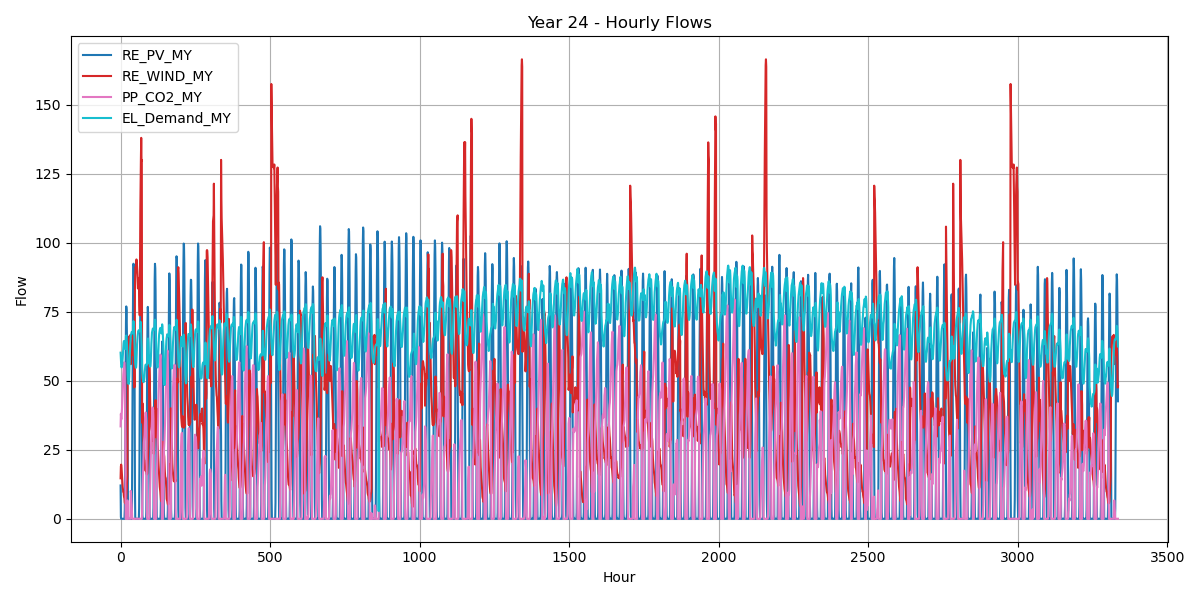 Year 24 - Hourly Flows
RE_PV_MY
RE_WIND_MY
PP_CO2_MY
EL_Demand_MY
Flow
150
125
100
75
50
25
0
0 500 1000 1500 2000 2500 3000 3500
Hour